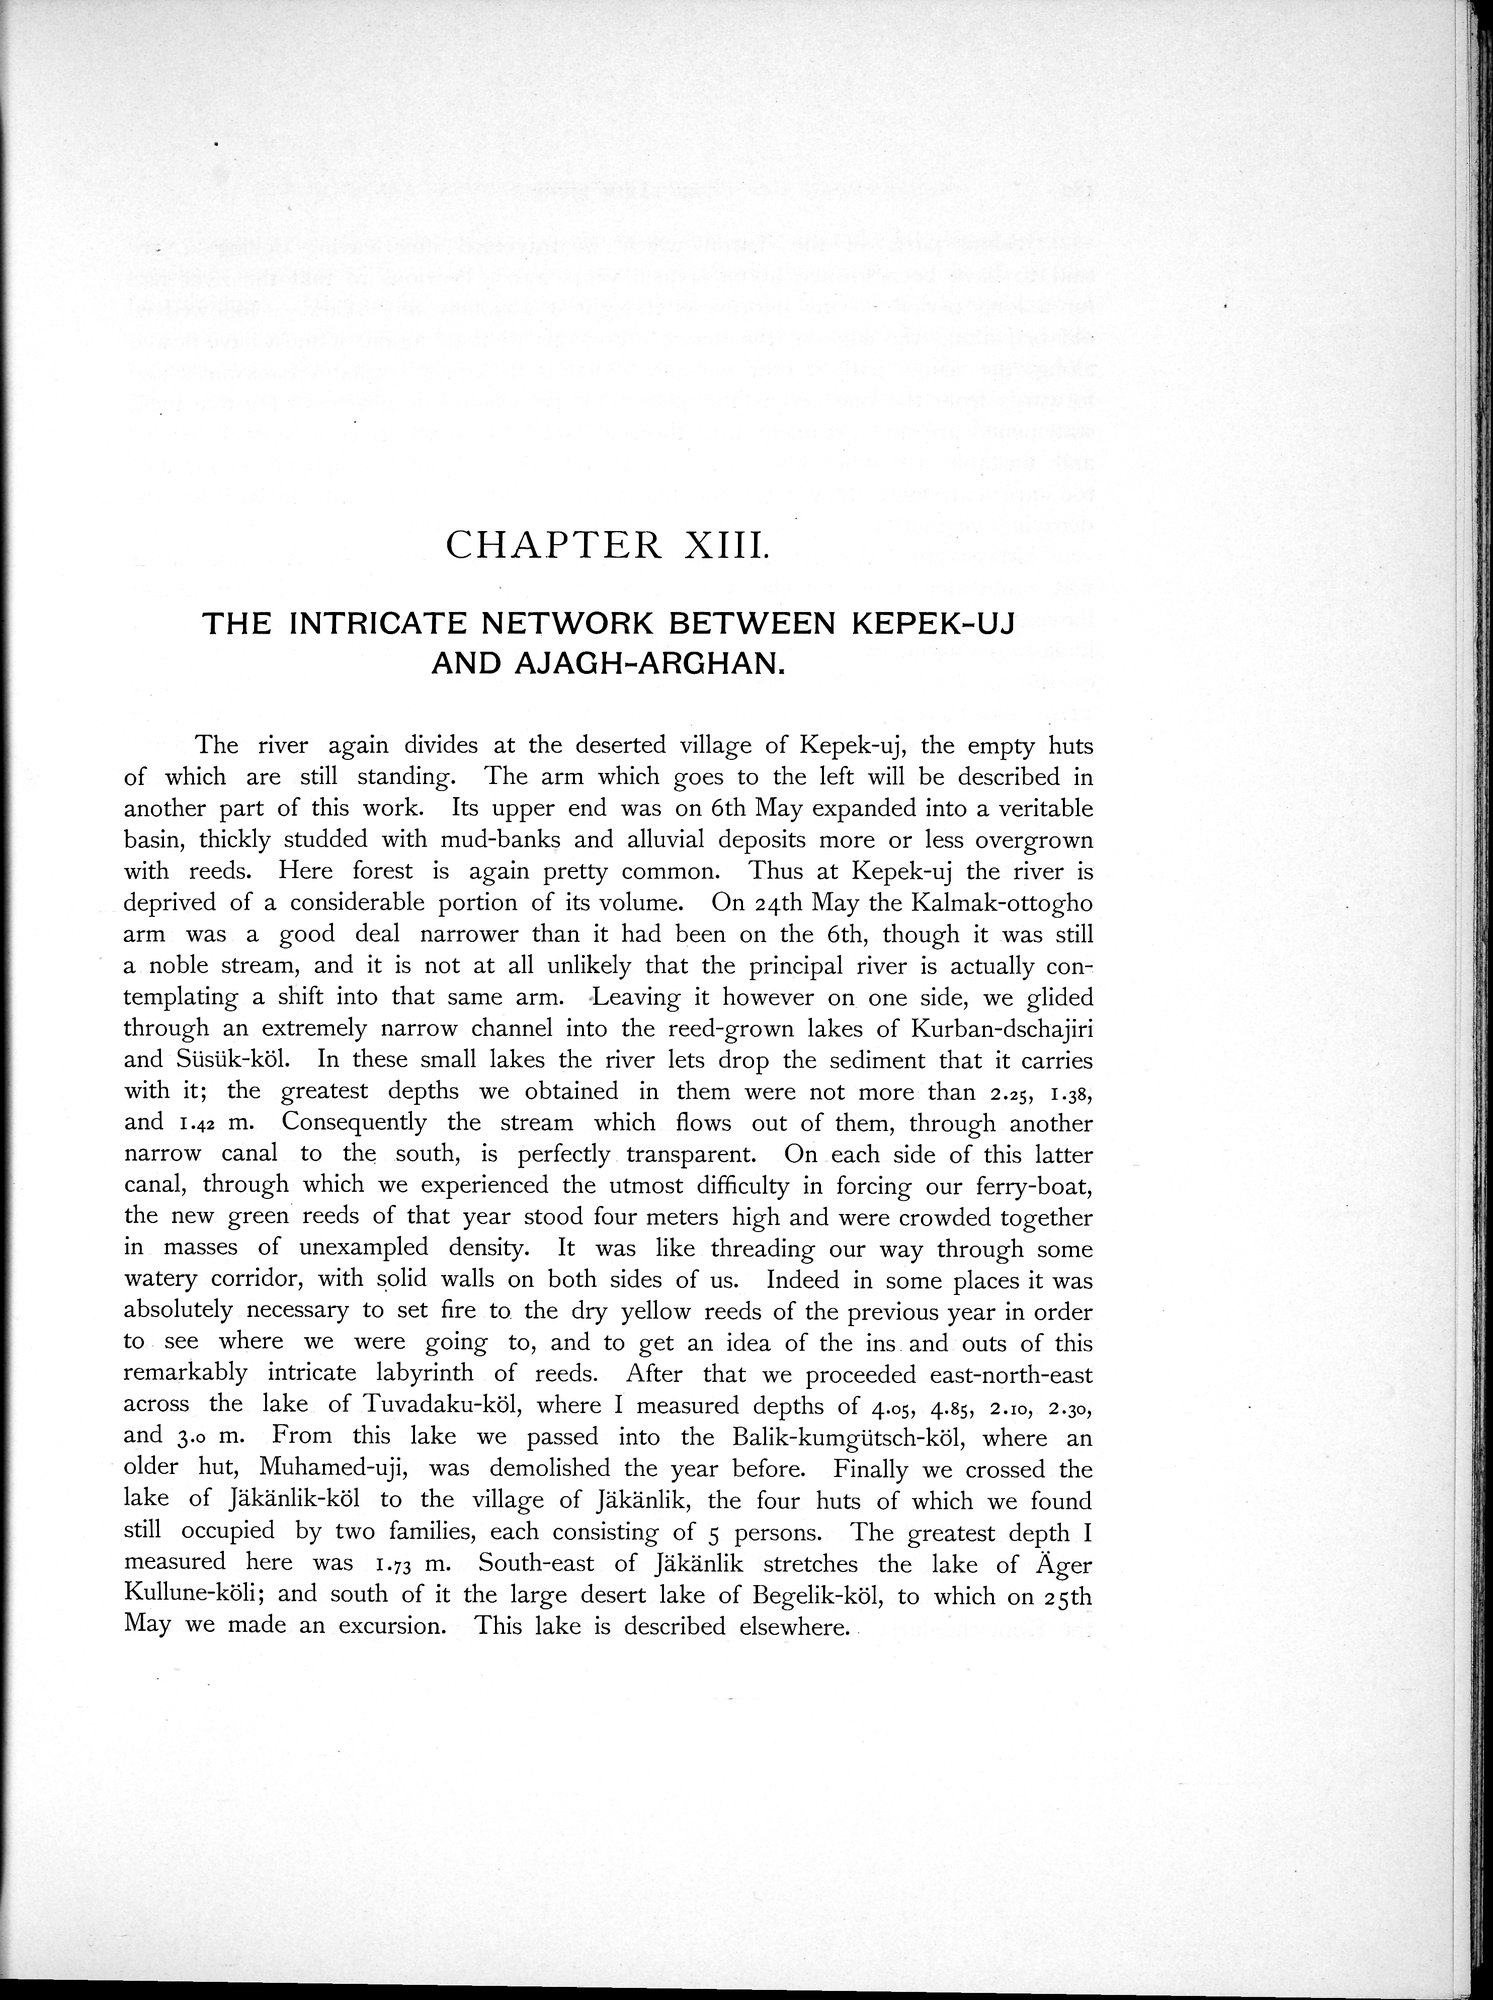 CHAPTER XIII.
THE INTRICATE NETWORK BETWEEN KEPEK-UJ
AND AJAGH-ARGHAN.
The river again divides at the deserted village of Kepek-uj, the empty huts
of which are still standing. The arm which goes to the left will be described in
another part of this work. Its upper end was on 6th May expanded into a veritable
basin, thickly studded with mud-banks and alluvial deposits more or less overgrown
with reeds. Here forest is again pretty common. Thus at Kepek-uj the river is
deprived of a considerable portion of its volume. On 24th May the Kalmak-ottogho
arm was a good deal narrower than it had been on the 6th, though it was still
a noble stream, and it is not at all unlikely that the principal river is actually con-
templating a shift into that same arm. Leaving it however on one side, we glided
through an extremely narrow channel into the reed-grown lakes of Kurban-dschajiri
and Süsük-köl. In these small lakes the river lets drop the sediment that it carries
with it; the greatest depths we obtained in them were not more than 2.25, 1.38,
and 1.42 m. Consequently the stream which flows out of them, through another
narrow canal to the south, is perfectly transparent. On each side of this latter
canal, through which we experienced the utmost difficulty in forcing our ferry-boat,
the new green reeds of that year stood four meters high and were crowded together
in masses of unexampled density. It was like threading our way through some
watery corridor, with solid walls on both sides of us. Indeed in some places it was
absolutely necessary to set fire to the dry yellow reeds of the previous year in order
to see where we were going to, and to get an idea of the ins and outs of this
remarkably intricate labyrinth of reeds. After that we proceeded east-north-east
across the lake of Tuvadaku-köl, where I measured depths of 4.05, 4.85, 2.10, 2.30,
and 3.0 m. From this lake we passed into the Balik-kumgütsch-köl, where an
older hut, Muhamed-uji, was demolished the year before. Finally we crossed the
lake of Jäkänlik-köl to the village of Jäkänlik, the four huts of which we found
still occupied by two families, each consisting of 5 persons. The greatest depth I
measured here was 1.73 m. South-east of Jäkänlik stretches the lake of Äger
Kullune-köli; and south of it the large desert lake of Begelik-köl, to which on 25th
May we made an excursion. This lake is described elsewhere.